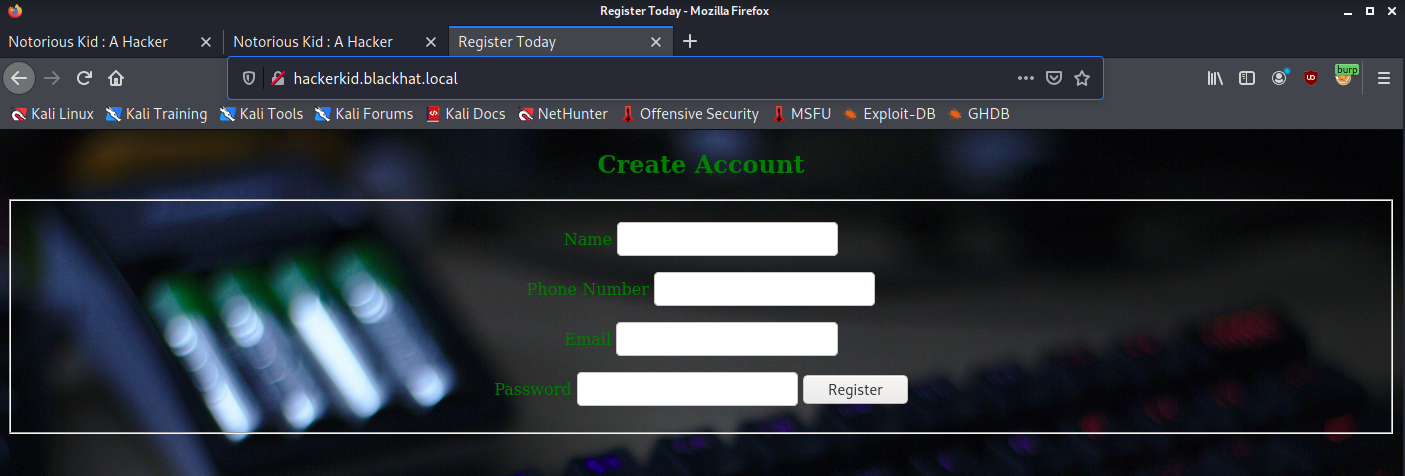 Register Today - Mozilla Firefox
Notorious Kid : A Hacker Notorious Kid : A Hacker Register Today
hackerkid.blackhat.local burp
Kali Linux Kali Training Kali Tools Kali Forums Kali Docs NetHunter Offensive Security MSFU Exploit-DB GHDB
Create Account
Name
Phone Number
Email
Password Register